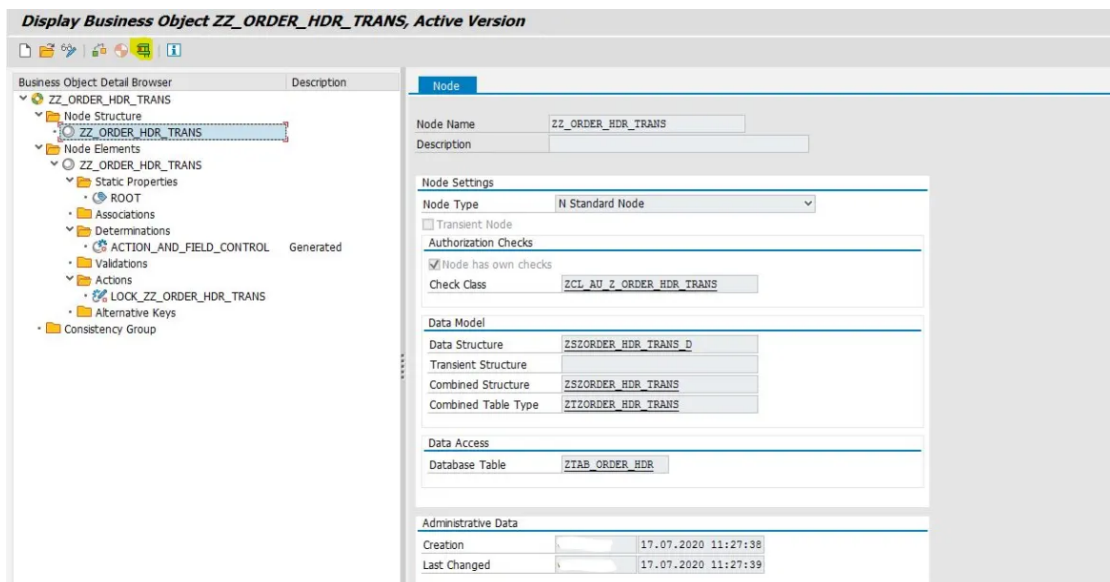 Display Business Object ZZ_ORDER_HDR_TRANS, Active Version
Business Object Detail Browser Description
ZZ_ORDER_HDR_TRANS
Node Structure
ZZ_ORDER_HDR_TRANS
Node Elements
ZZ_ORDER_HDR_TRANS
Static Properties
ROOT
Associations
Determinations
ACTION_AND_FIELD_CONTROL Generated
Validations
Actions
LOCK_ZZ_ORDER_HDR_TRANS
Alternative Keys
Consistency Group
Node
Node Name ZZ_ORDER_HDR_TRANS
Description
Node Settings
Node Type N Standard Node
Transient Node
Authorization Checks
Node has own checks
Check Class ZCL_AU_Z_ORDER_HDR_TRANS
Data Model
Data Structure ZSZORDER_HDR_TRANS_D
Transient Structure
Combined Structure ZSZORDER_HDR_TRANS
Combined Table Type ZTZORDER_HDR_TRANS
Data Access
Database Table ZTAB_ORDER_HDR
Administrative Data
Creation 17.07.2020 11:27:38
Last Changed 17.07.2020 11:27:39